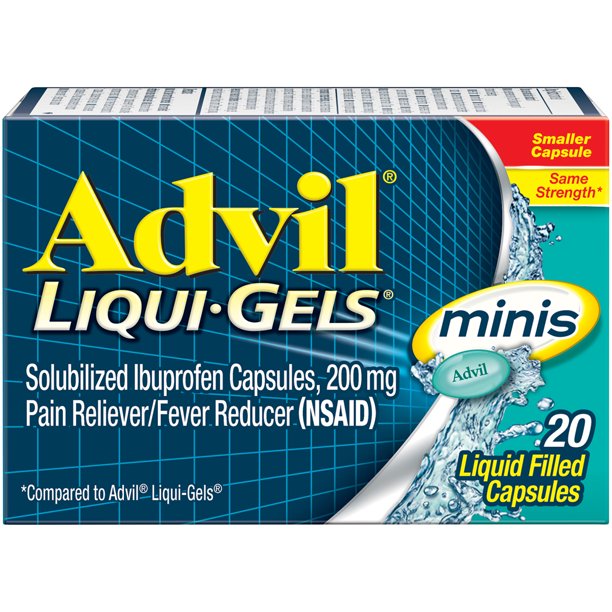 Smaller
Capsule
Same
Strength*
Advil®
LIQUI·GELS®
minis
Advil
Solubilized Ibuprofen Capsules, 200 mg
Pain Reliever/Fever Reducer (NSAID)
20
Liquid Filled
Capsules
*Compared to Advil® Liqui-Gels®